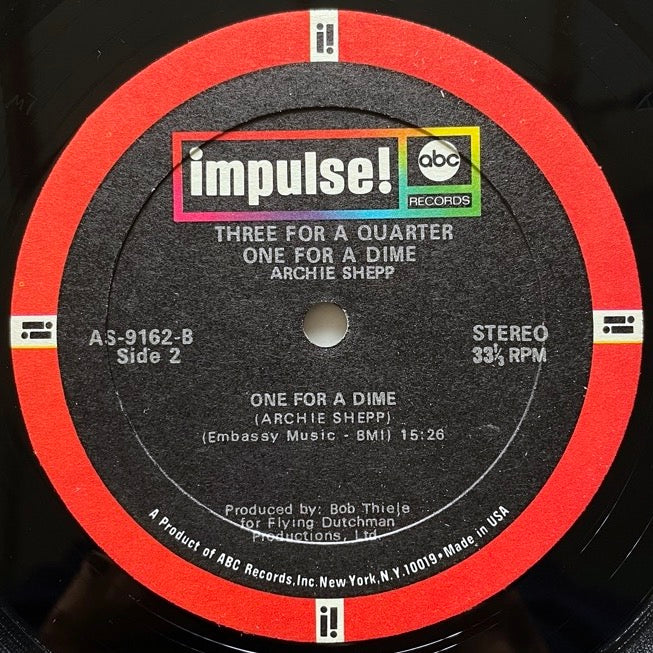 i!
impulse!
abc
RECORDS
THREE FOR A QUARTER
ONE FOR A DIME
ARCHIE SHEPP
AS-9162-B
Side 2
STEREO
33⅓ RPM
i!
i!
ONE FOR A DIME
(ARCHIE SHEPP)
(Embassy Music - BMI) 15:26
Produced by: Bob Thiele
for Flying Dutchman
Productions, Ltd.
A Product of ABC Records, Inc. New York, N.Y. 10019 • Made in USA
i!